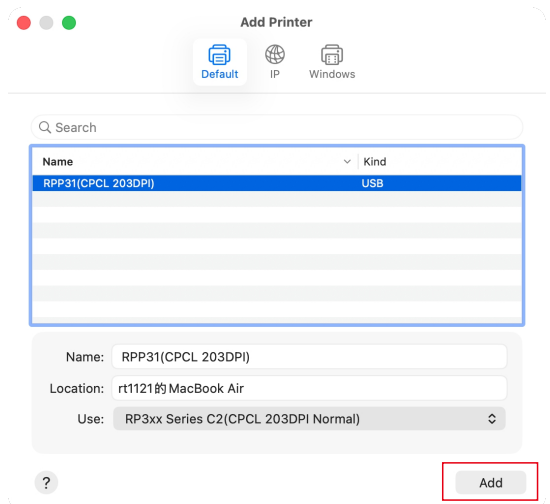 Add Printer
Default IP Windows
Search
Name Kind
RPP31(CPCL 203DPI) USB
Name: RPP31(CPCL 203DPI)
Location: rt1121的MacBook Air
Use: RP3xx Series C2(CPCL 203DPI Normal)
? Add